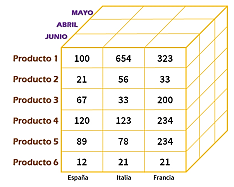 MAYO
ABRIL
JUNIO
Producto 1 100 654 323
Producto 2 21 56 33
Producto 3 67 33 200
Producto 4 120 123 234
Producto 5 89 78 234
Producto 6 12 21 21
España Italia Francia